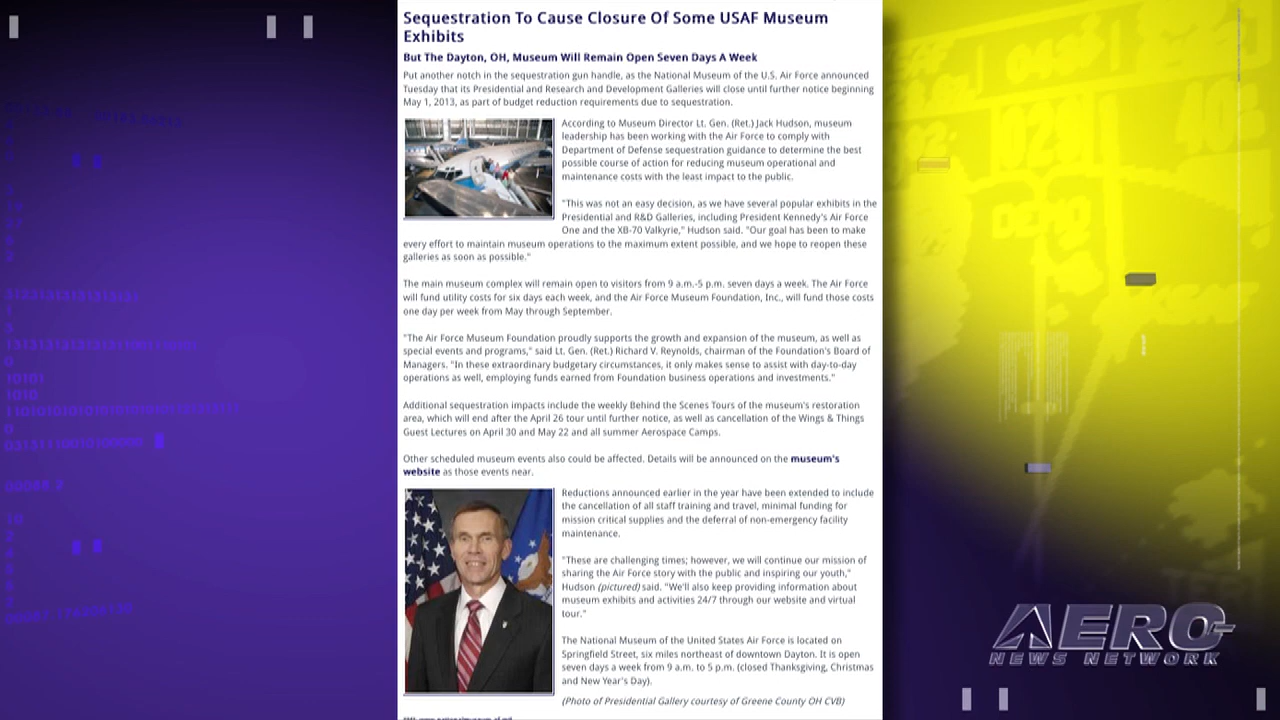 Sequestration To Cause Closure Of Some USAF Museum
Exhibits
But The Dayton, OH, Museum Will Remain Open Seven Days A Week
Put another notch in the sequestration gun handle, as the National Museum of the U.S. Air Force announced
Tuesday that its Presidential and Research and Development Galleries will close until further notice beginning
May 1, 2013, as part of budget reduction requirements due to sequestration.
According to Museum Director Lt. Gen. (Ret.) Jack Hudson, museum
leadership has been working with the Air Force to comply with
Department of Defense sequestration guidance to determine the best
possible course of action for reducing museum operational and
maintenance costs with the least impact to the public.
"This was not an easy decision, as we have several popular exhibits in the
Presidential and R&D Galleries, including President Kennedy's Air Force
One and the XB-70 Valkyrie," Hudson said. "Our goal has been to make
every effort to maintain museum operations to the maximum extent possible, and we hope to reopen these
galleries as soon as possible."
The main museum complex will remain open to visitors from 9 a.m.-5 p.m. seven days a week. The Air Force
will fund utility costs for six days each week, and the Air Force Museum Foundation, Inc., will fund those costs
one day per week from May through September.
"The Air Force Museum Foundation proudly supports the growth and expansion of the museum, as well as
special events and programs," said Lt. Gen. (Ret.) Richard V. Reynolds, chairman of the Foundation's Board of
Managers. "In these extraordinary budgetary circumstances, it only makes sense to assist with day-to-day
operations as well, employing funds earned from Foundation business operations and investments."
Additional sequestration impacts include the weekly Behind the Scenes Tours of the museum's restoration
area, which will end after the April 26 tour until further notice, as well as cancellation of the Wings & Things
Guest Lectures on April 30 and May 22 and all summer Aerospace Camps.
Other scheduled museum events also could be affected. Details will be announced on the museum's
website as those events near.
Reductions announced earlier in the year have been extended to include
the cancellation of all staff training and travel, minimal funding for
mission critical supplies and the deferral of non-emergency facility
maintenance.
"These are challenging times; however, we will continue our mission of
sharing the Air Force story with the public and inspiring our youth,"
Hudson (pictured) said. "We'll also keep providing information about
museum exhibits and activities 24/7 through our website and virtual
tour."
The National Museum of the United States Air Force is located on
Springfield Street, six miles northeast of downtown Dayton. It is open
seven days a week from 9 a.m. to 5 p.m. (closed Thanksgiving, Christmas
and New Year's Day).
(Photo of Presidential Gallery courtesy of Greene County OH CVB)
AERO
NEWS NETWORK